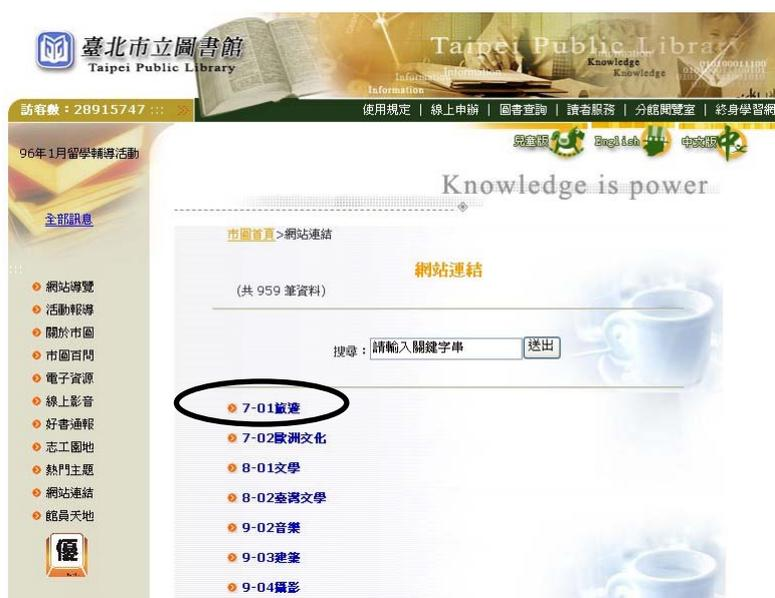 臺北市立圖書館
Taipei Public Library
Taipei Public Library
Knowledge
Knowledge
Information
Information
訪客數：28915747 :::
使用規定 | 線上申辦 | 圖書查詢 | 讀者服務 | 分館閱覽室 | 終身學習網
96年1月留學輔導活動
兒童版
English
中文版
Knowledge is power
全部訊息
市圖首頁>網站連結
網站連結
(共 959 筆資料)
搜尋：請輸入關鍵字串 送出
網站導覽
活動報導
關於市圖
市圖百問
電子資源
線上影音
好書通報
志工園地
熱門主題
網站連結
館員天地
優
7-01旅遊
7-02歐洲文化
8-01文學
8-02臺灣文學
9-02音樂
9-03建築
9-04攝影